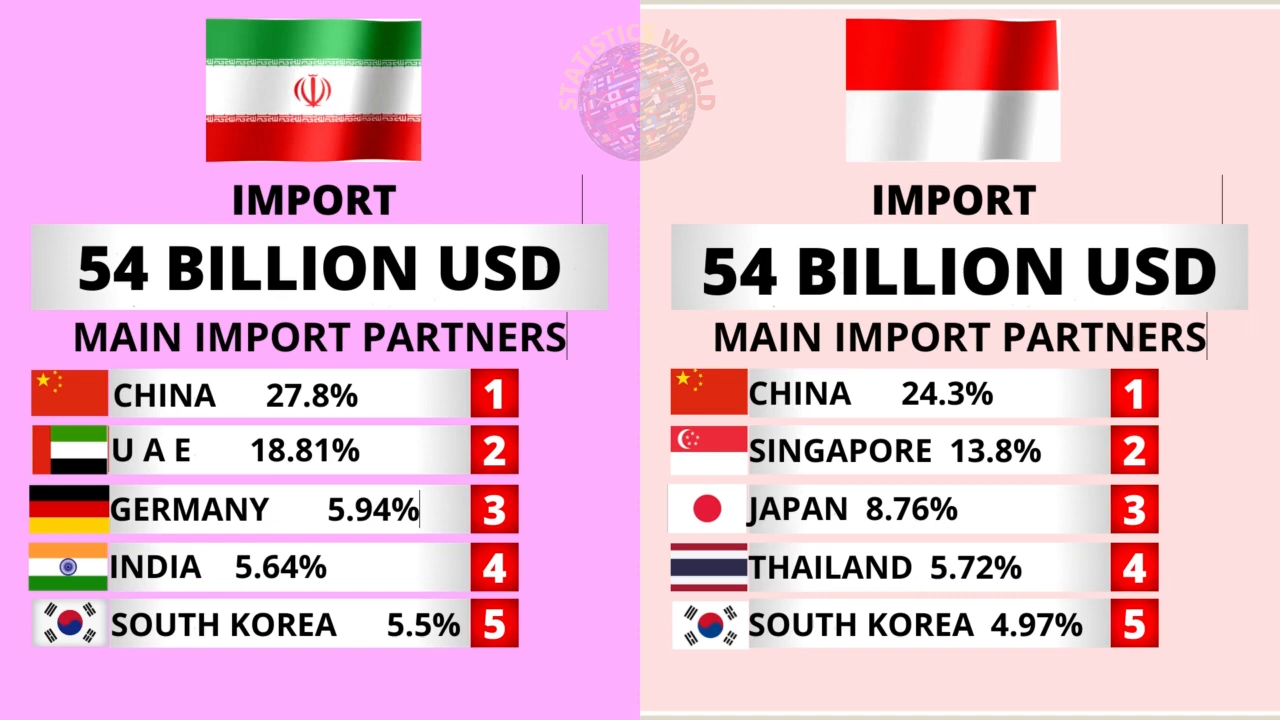 STATISTICS WORLD
IMPORT
54 BILLION USD
MAIN IMPORT PARTNERS
CHINA 27.8% 1
U A E 18.81% 2
GERMANY 5.94% 3
INDIA 5.64% 4
SOUTH KOREA 5.5% 5
IMPORT
54 BILLION USD
MAIN IMPORT PARTNERS
CHINA 24.3% 1
SINGAPORE 13.8% 2
JAPAN 8.76% 3
THAILAND 5.72% 4
SOUTH KOREA 4.97% 5